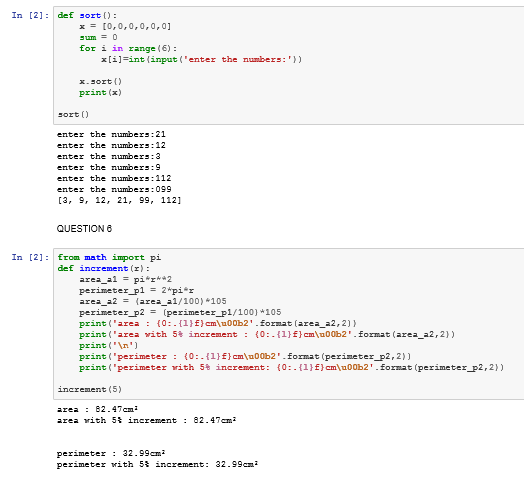 In [2]: def sort():
x = [0,0,0,0,0,0]
sum = 0
for i in range(6):
x[i]=int(input('enter the numbers:'))
x.sort()
print(x)
sort()
enter the numbers:21
enter the numbers:12
enter the numbers:3
enter the numbers:9
enter the numbers:112
enter the numbers:099
[3, 9, 12, 21, 99, 112]
QUESTION 6
In [2]: from math import pi
def increment(r):
area_a1 = pi*r**2
perimeter_p1 = 2*pi*r
area_a2 = (area_a1/100)*105
perimeter_p2 = (perimeter_p1/100)*105
print('area : {0:.{1}f}cm\u00b2'.format(area_a2,2))
print('area with 5% increment : {0:.{1}f}cm\u00b2'.format(area_a2,2))
print('\n')
print('perimeter : {0:.{1}f}cm\u00b2'.format(perimeter_p2,2))
print('perimeter with 5% increment: {0:.{1}f}cm\u00b2'.format(perimeter_p2,2))
increment(5)
area : 82.47cm²
area with 5% increment : 82.47cm²
perimeter : 32.99cm²
perimeter with 5% increment: 32.99cm²